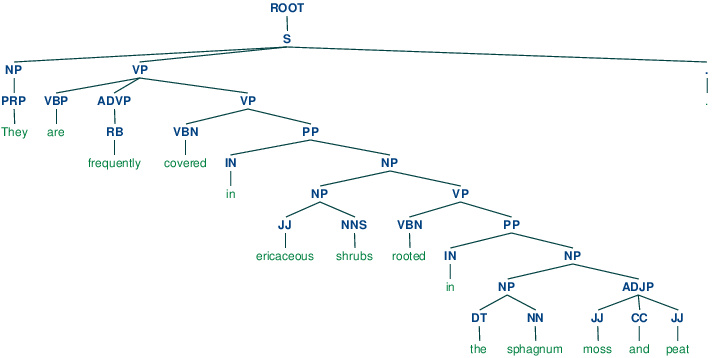 ROOT
S
NP VP .
PRP VBP ADVP VP .
They are RB VBN PP
frequently covered IN NP
in NP VP
JJ NNS VBN PP
ericaceous shrubs rooted IN NP
in NP ADJP
DT NN JJ CC JJ
the sphagnum moss and peat